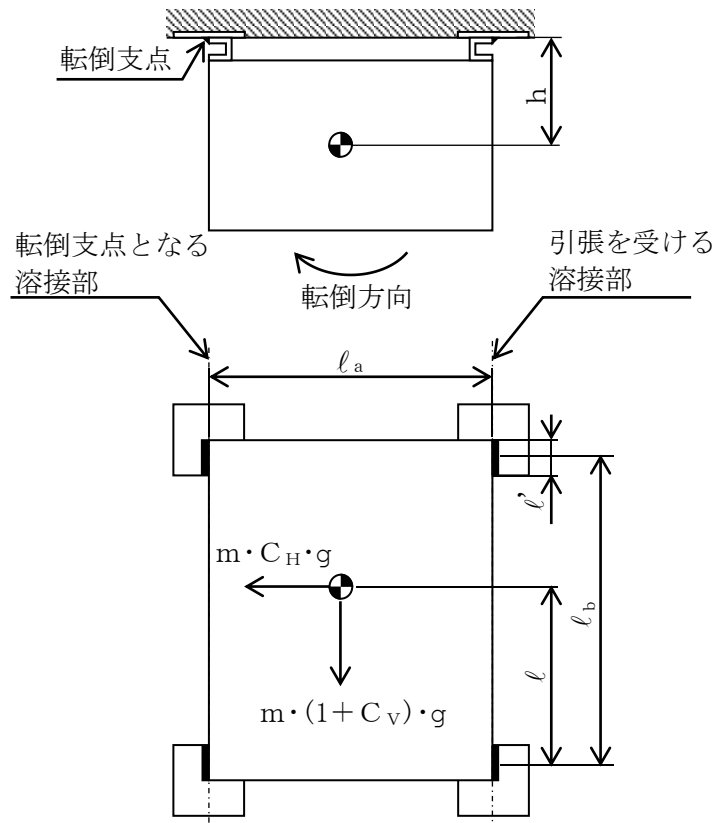 転倒支点
h
転倒支点となる
溶接部
引張を受ける
溶接部
転倒方向
ℓa
ℓ’
m・CH・g
ℓb
ℓ
m・(1+CV)・g